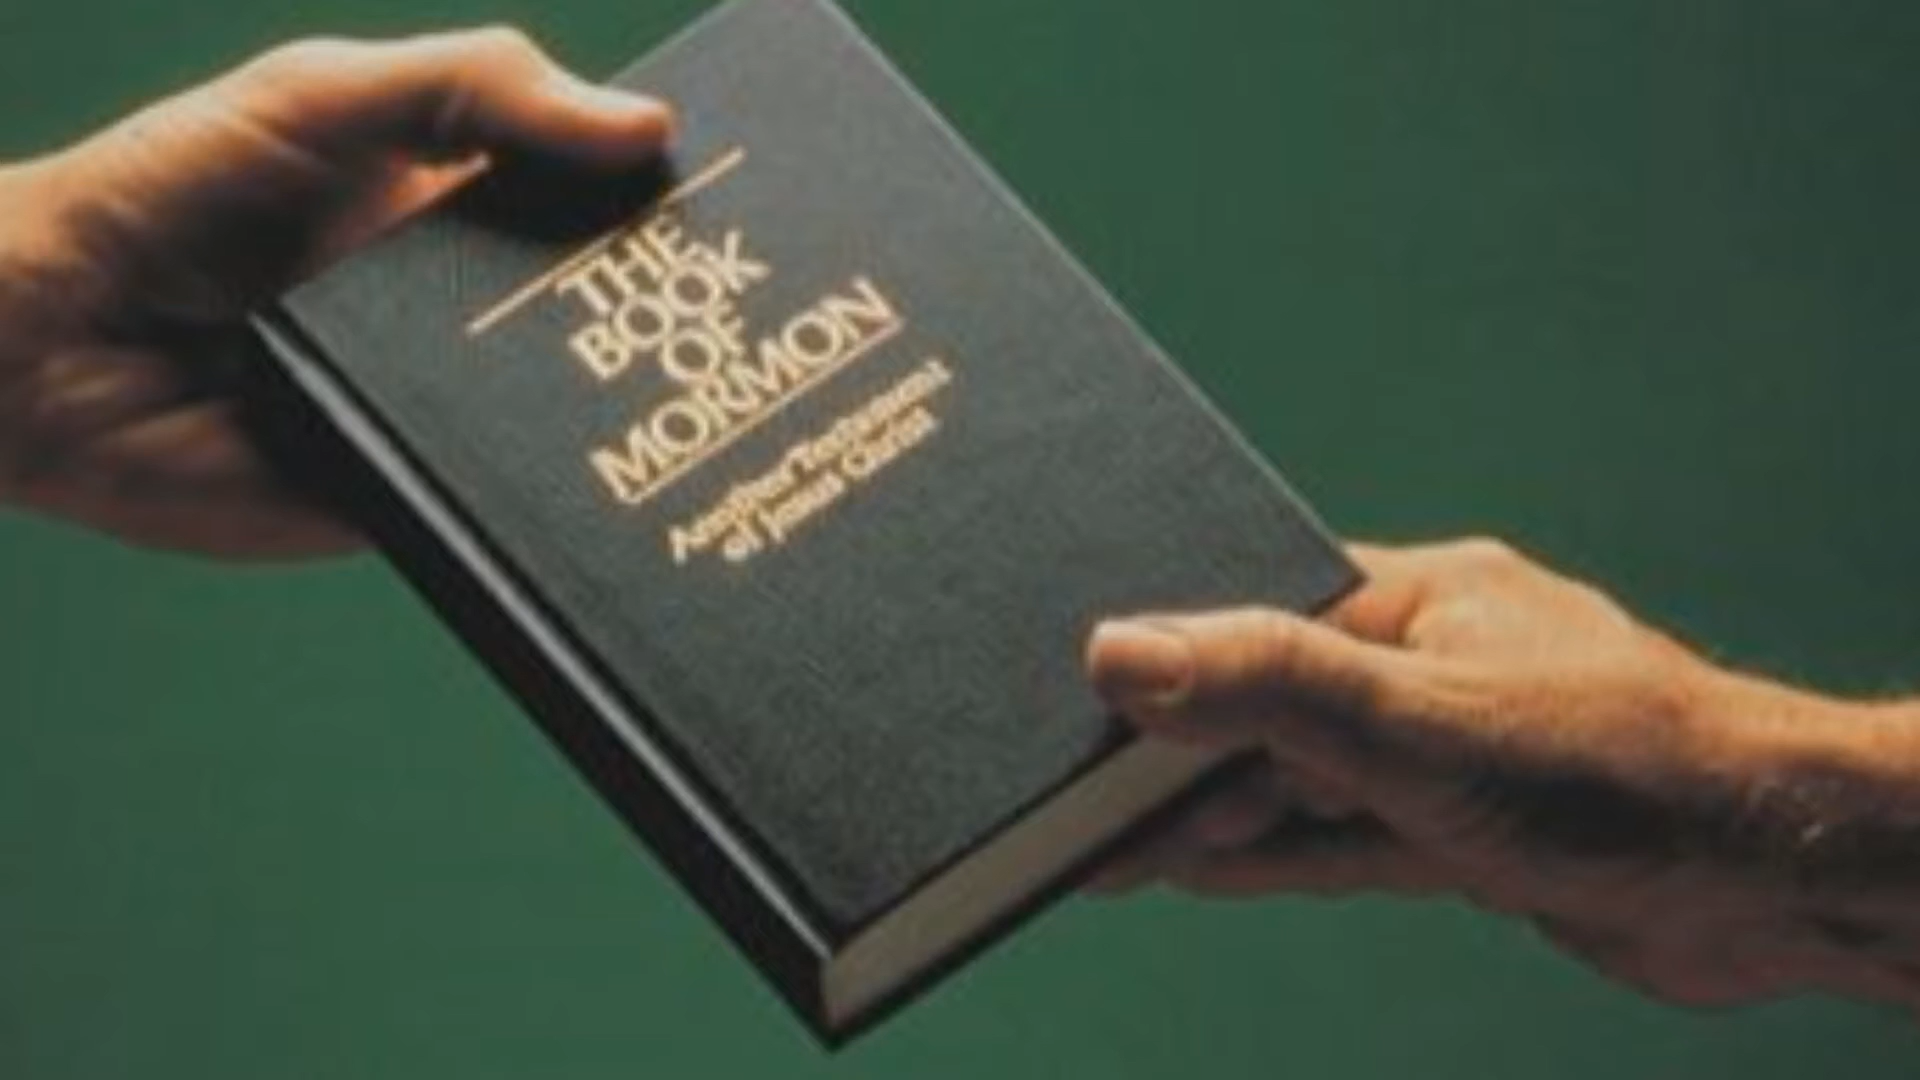 THE
BOOK
OF
MORMON
Another Testament
of Jesus Christ